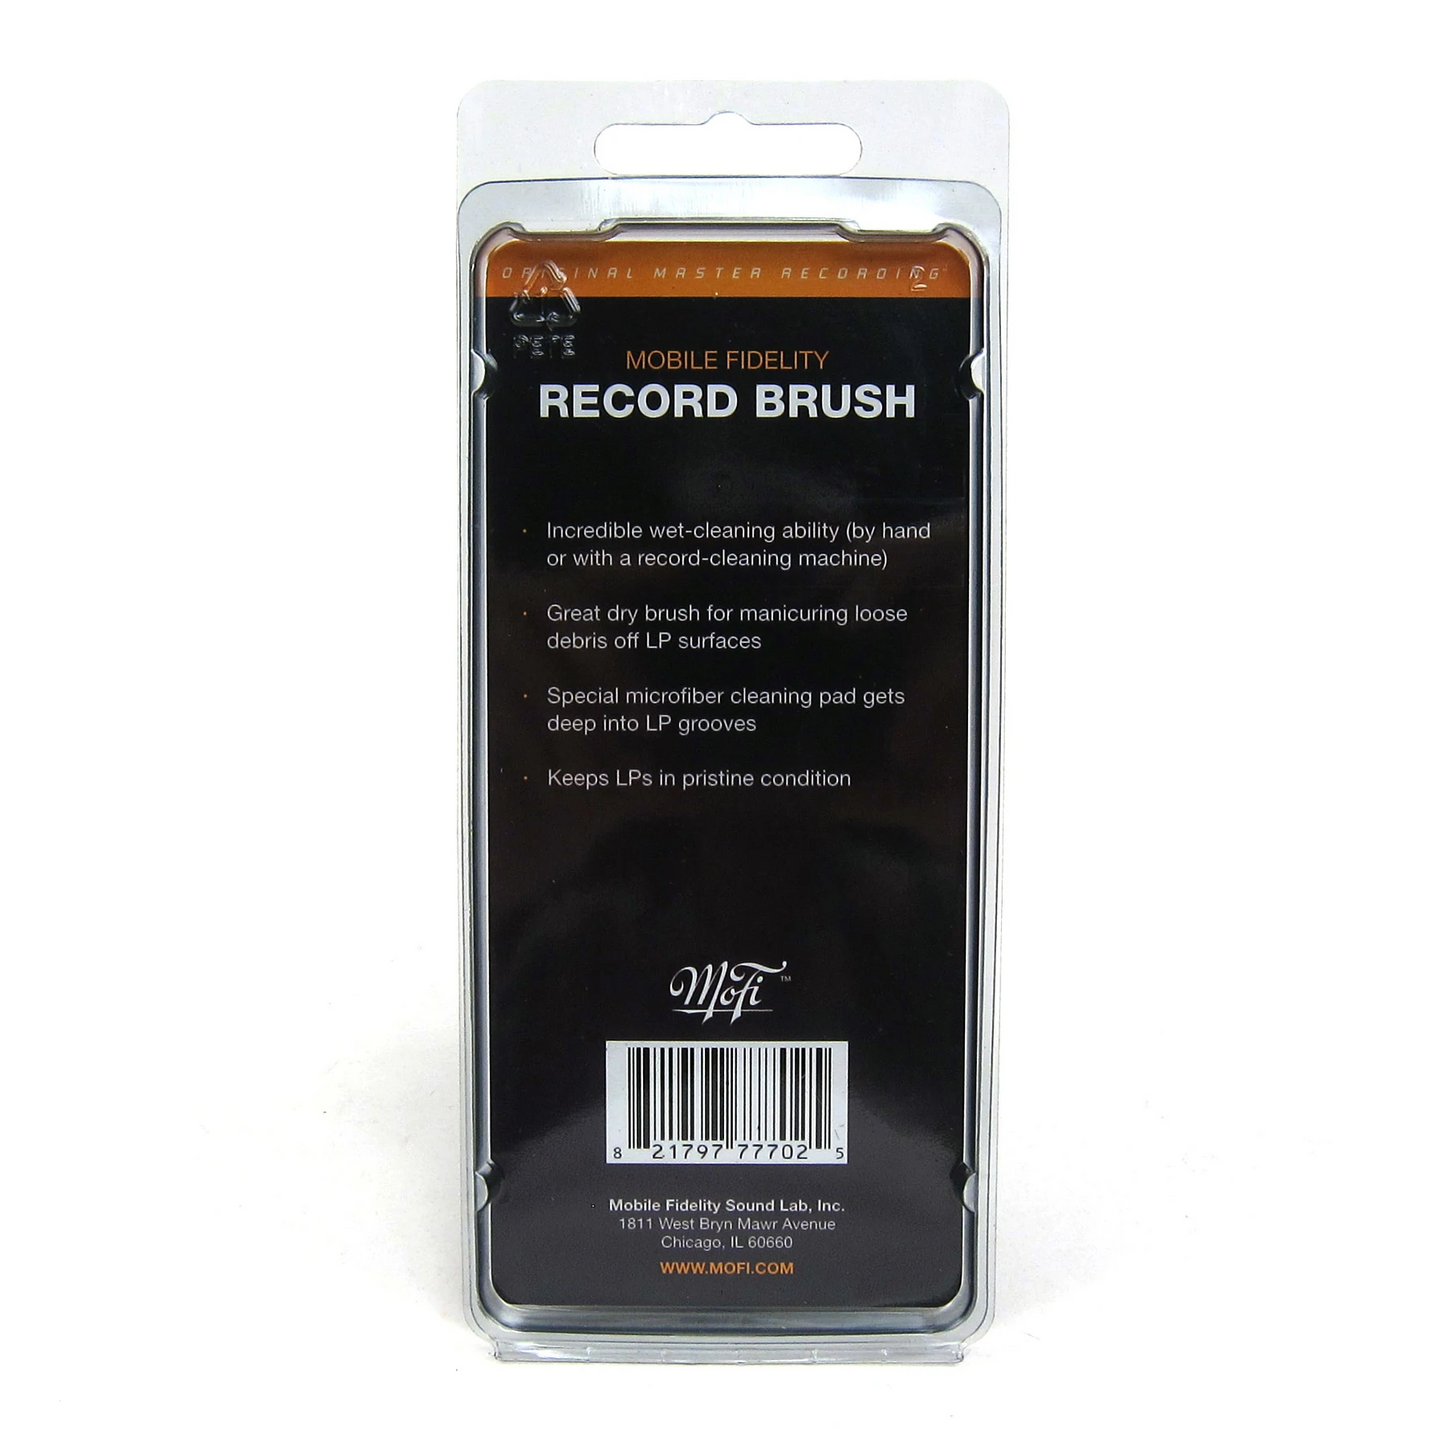 ORIGINAL MASTER RECORDING
2
1
PETE
MOBILE FIDELITY
RECORD BRUSH
· Incredible wet-cleaning ability (by hand
or with a record-cleaning machine)
· Great dry brush for manicuring loose
debris off LP surfaces
· Special microfiber cleaning pad gets
deep into LP grooves
· Keeps LPs in pristine condition
MoFi™
8 21797 77702 5
Mobile Fidelity Sound Lab, Inc.
1811 West Bryn Mawr Avenue
Chicago, IL 60660
WWW.MOFI.COM